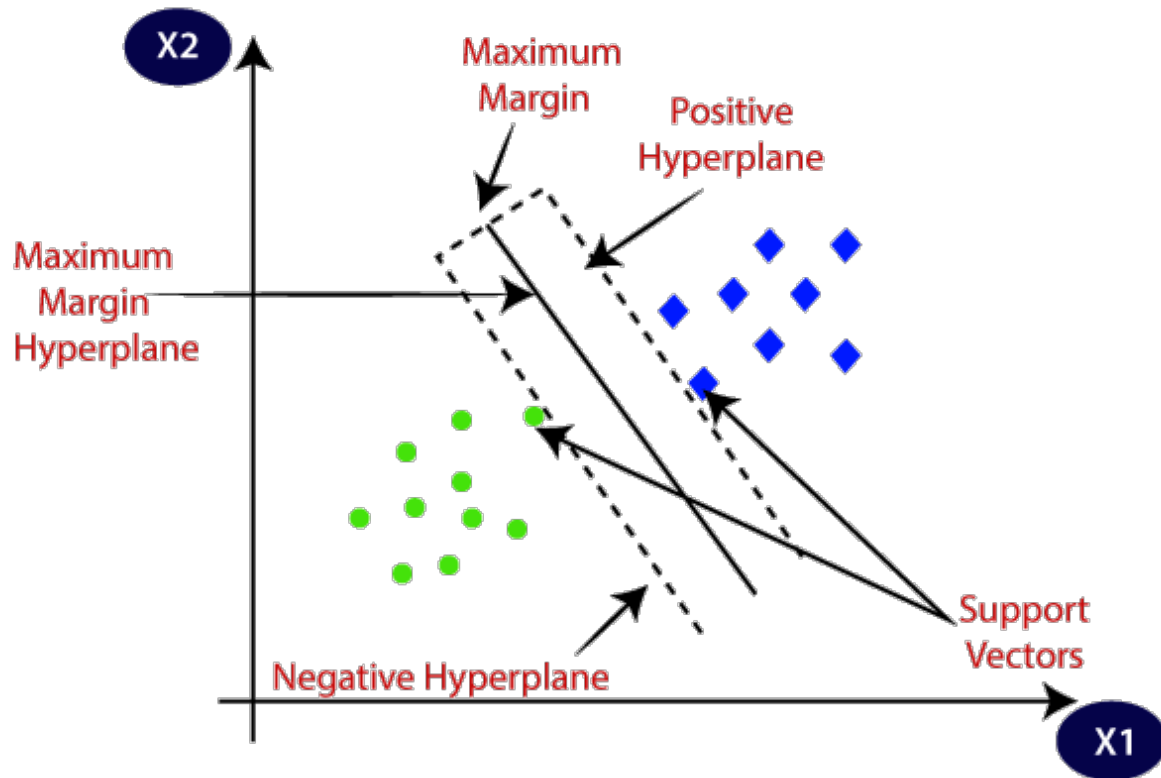 X2
Maximum
Margin
Positive
Hyperplane
Maximum
Margin
Hyperplane
Support
Vectors
Negative Hyperplane
X1